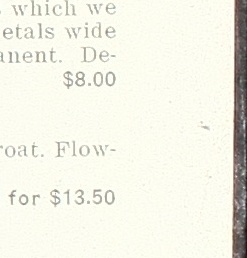 which we
etals wide
anent. De-
$8.00
roat. Flow-
for $13.50